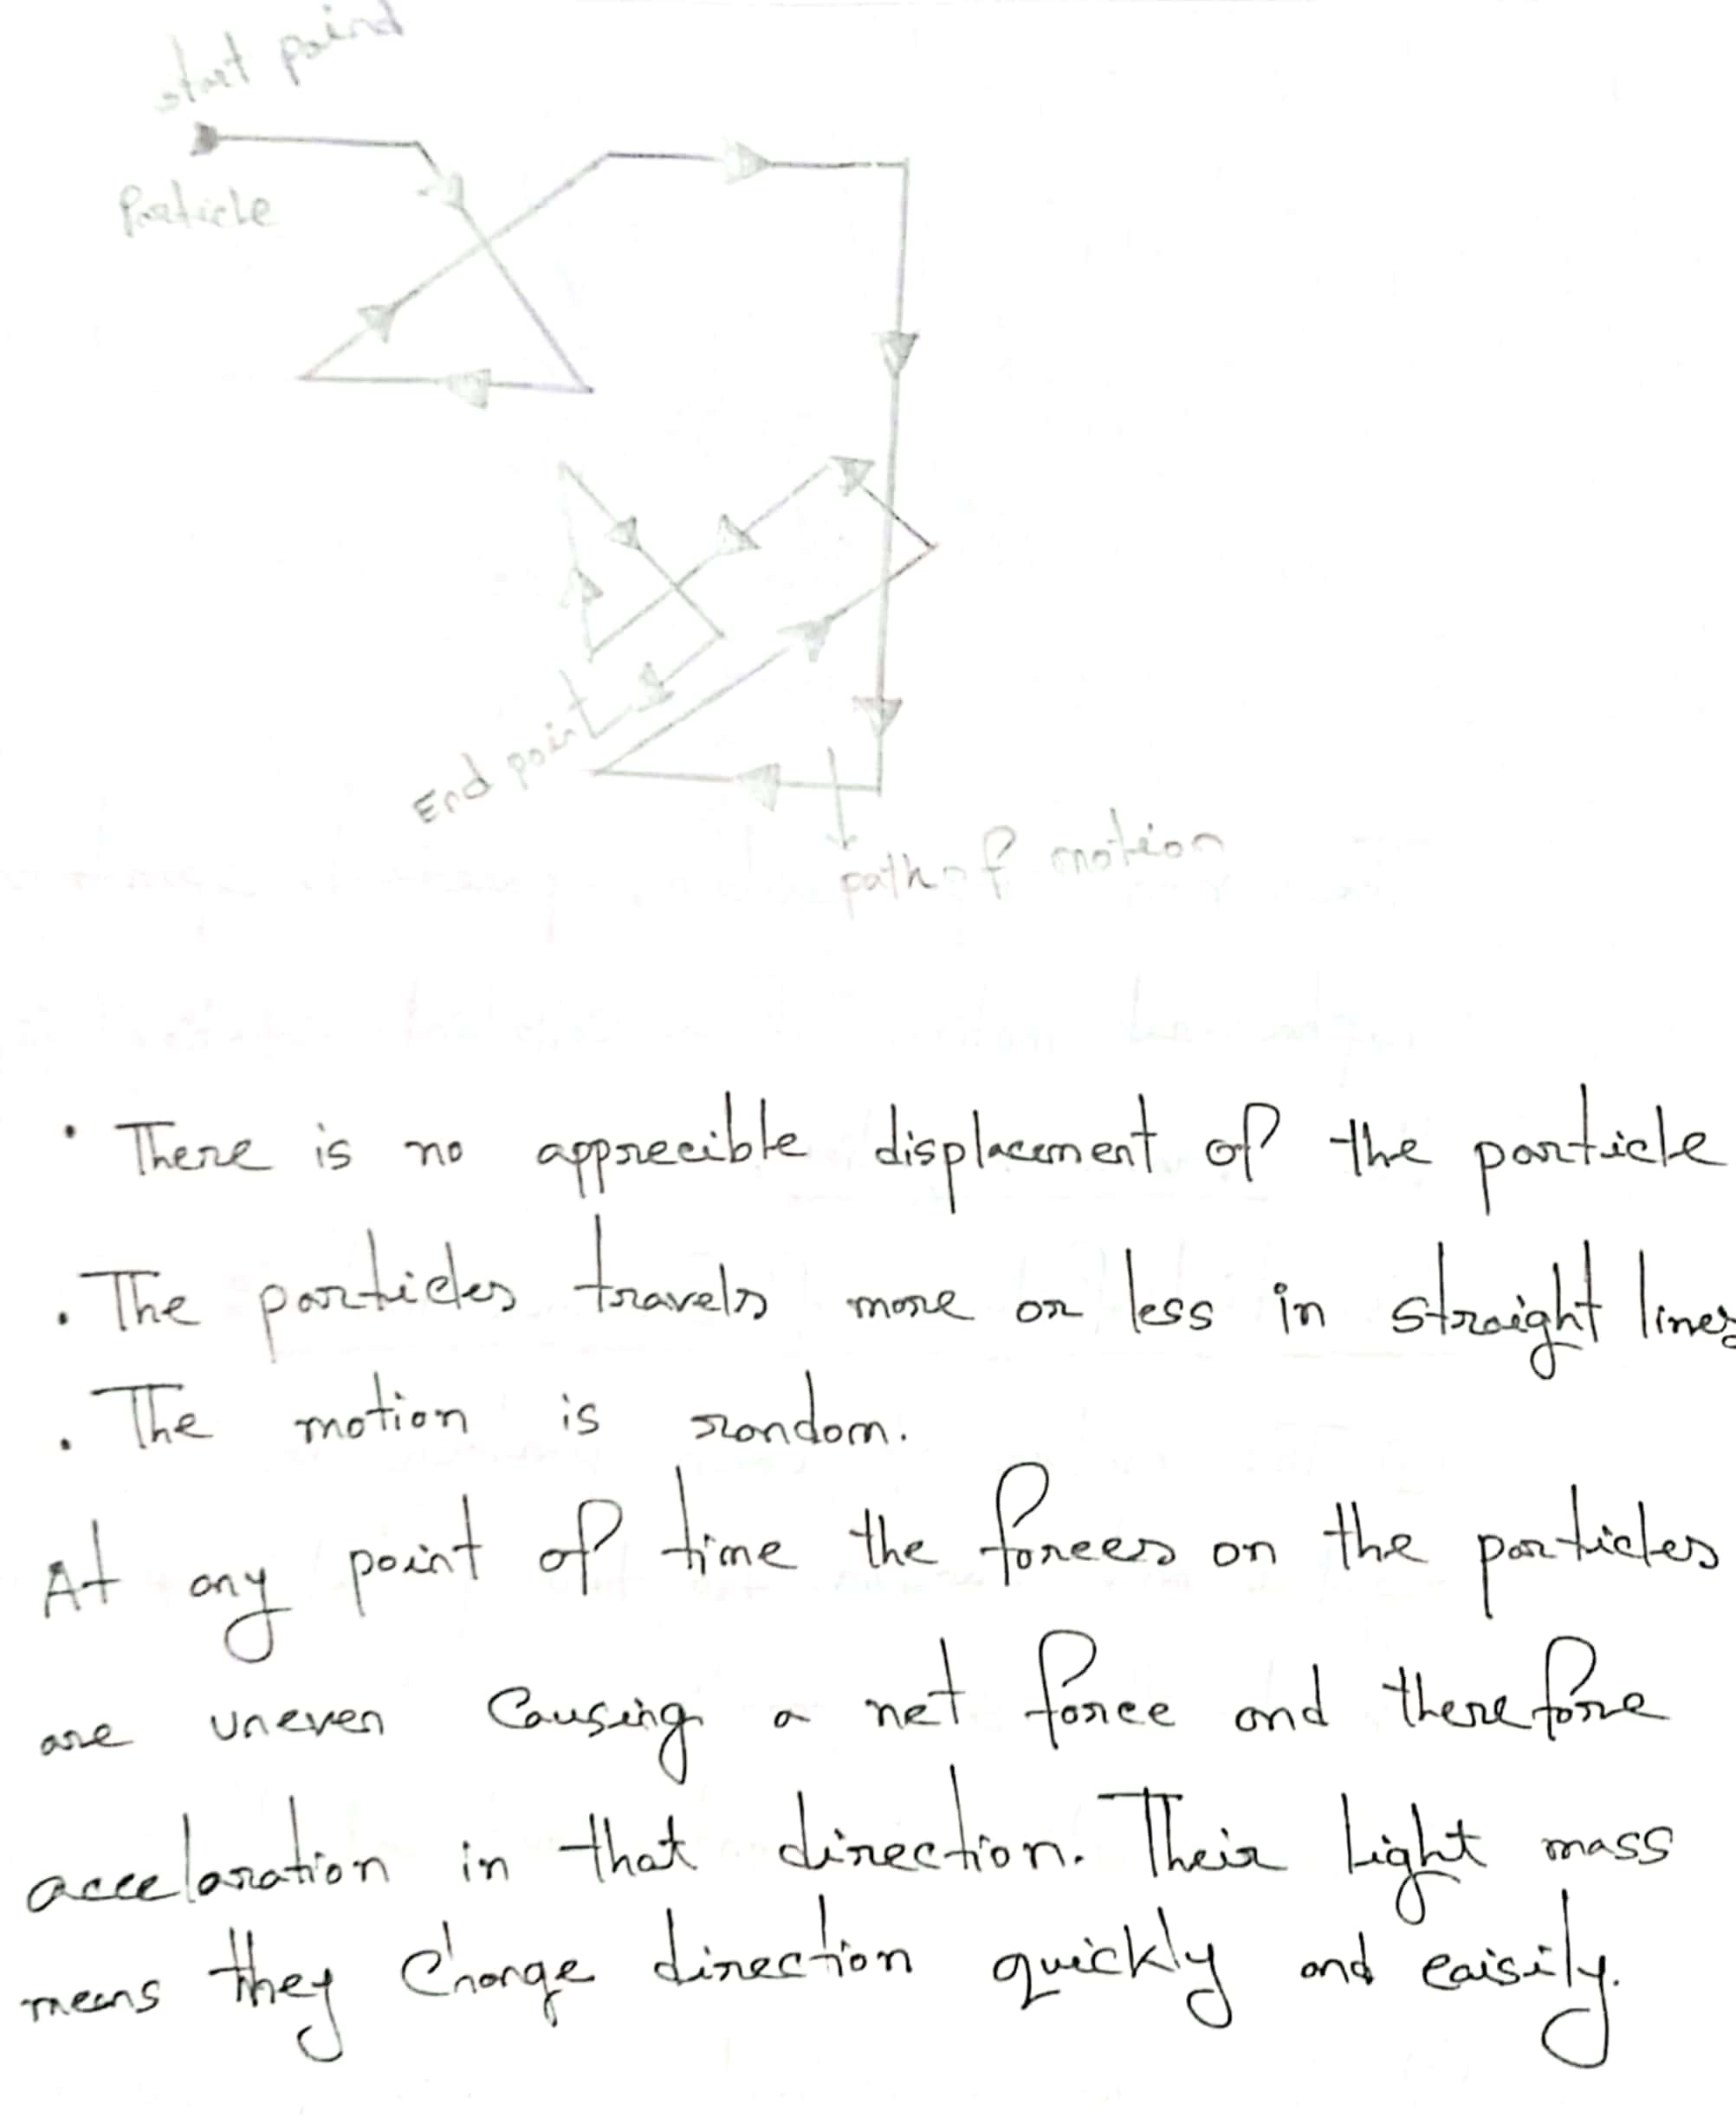 start point
Particle
End point
path of motion
• There is no apprecible displacement of the particle
. The particles travels more or less in straight lines
. The motion is random.
At any point of time the forces on the particles
are uneven Causing a net force and therefore
accelaration in that direction. Their light mass
means they Change direction quickly and eaisily.